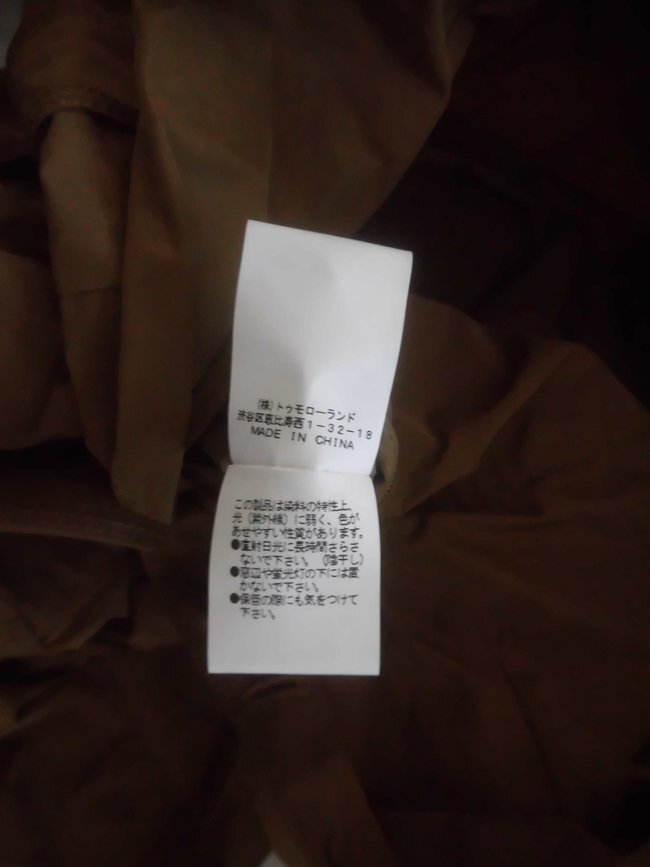 (株)トゥモローランド
渋谷区恵比寿西1-32-18
MADE IN CHINA
この製品は染料の特性上、
光(紫外線)に弱く、色が
あせやすい性質があります。
●直射日光に長時間さらさ
ないで下さい。(陰干し)
●窓辺や蛍光灯の下には置
かないで下さい。
●保管の際にも気をつけて
下さい。